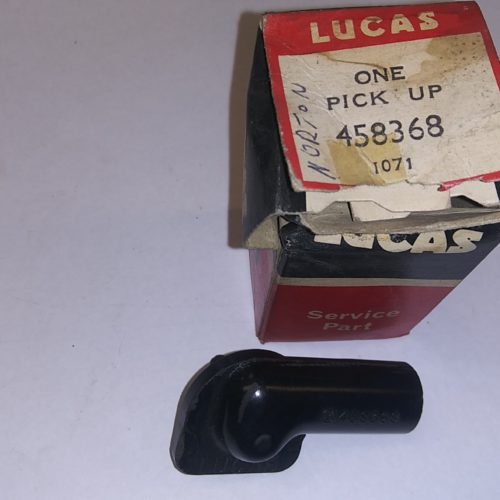 LUCAS
ONE
PICK UP
458368
1071
NORTON
LUCAS
Service
Part